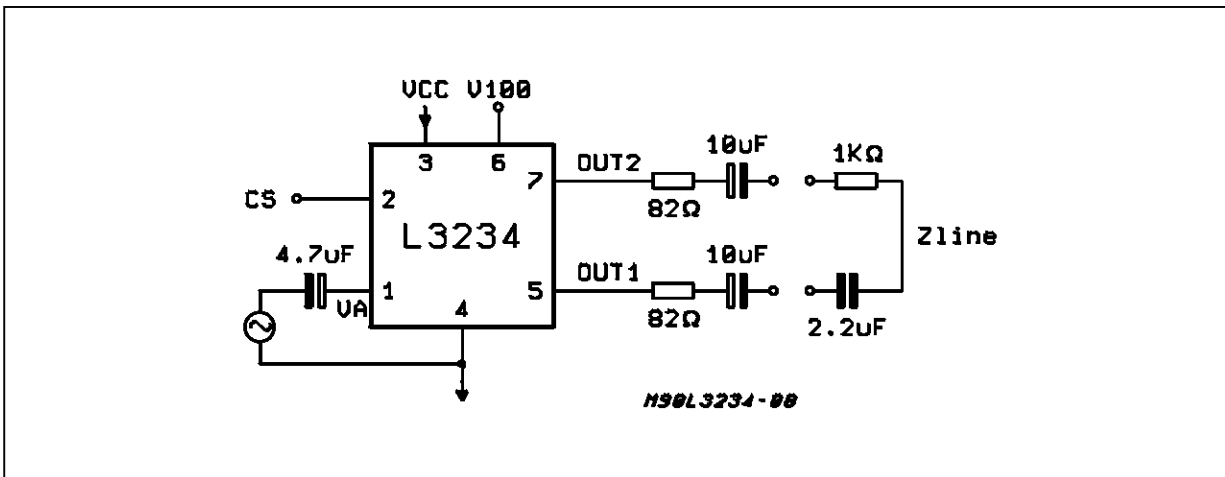 VCC V100
3 6
OUT2
7
10uF
1KΩ
82Ω
CS
2
L3234
Zline
4.7uF
1
VA
4
OUT1
5
10uF
82Ω
2.2uF
M90L3234-08